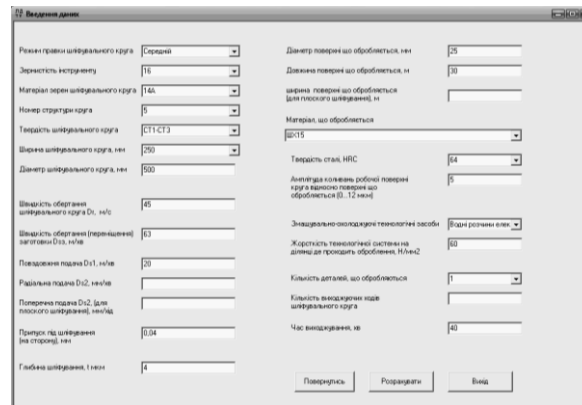 Введення даних
Режим правки шліфувального круга
Середній
Зернистість інструменту
16
Матеріал зерен шліфувального круга
14А
Номер структури круга
5
Твердість шліфувального круга
СТ1-СТ3
Ширина шліфувального круга, мм
250
Діаметр шліфувального круга, мм
500
Швидкість обертання
шліфувального круга Dr, м/с
45
Швидкість обертання (переміщення)
заготовки Dsз, м/хв
63
Повздовжня подача Ds1, м/хв
20
Радіальна подача Ds2, мм/хв
Поперечна подача Ds2, (для
плоского шліфування), мм/хід
Припуск під шліфування
(на сторону), мм
0,04
Глибина шліфування, t мкм
4
Діаметр поверхні що обробляється, мм
25
Довжина поверхні що обробляється, м
30
ширина поверхні що обробляється
(для плоского шліфування), м
Матеріал, що обробляється
ШХ15
Твердість сталі, HRC
64
Амплітуда коливань робочої поверхні
круга відносно поверхні що
обробляється (0...12 мкм)
5
Змащувально-охолоджуючі технологічні засоби
Водні розчини елек
Жорсткість технологічної системи на
ділянці де проходить оброблення, Н/мм2
60
Кількість деталей, що обробляється
1
Кількість виходжуючих ходів
шліфувального круга
Час виходжування, хв
40
Повернутись
Розрахувати
Вихід